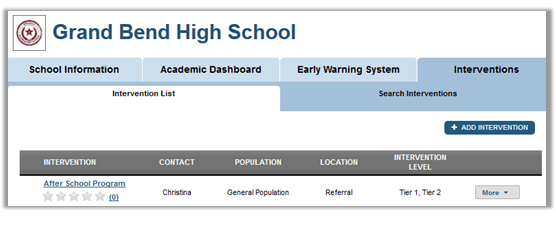 Grand Bend High School
School Information Academic Dashboard Early Warning System Interventions
Intervention List Search Interventions
+ ADD INTERVENTION
INTERVENTION CONTACT POPULATION LOCATION INTERVENTION LEVEL
After School Program
(0) Christina General Population Referral Tier 1, Tier 2 More